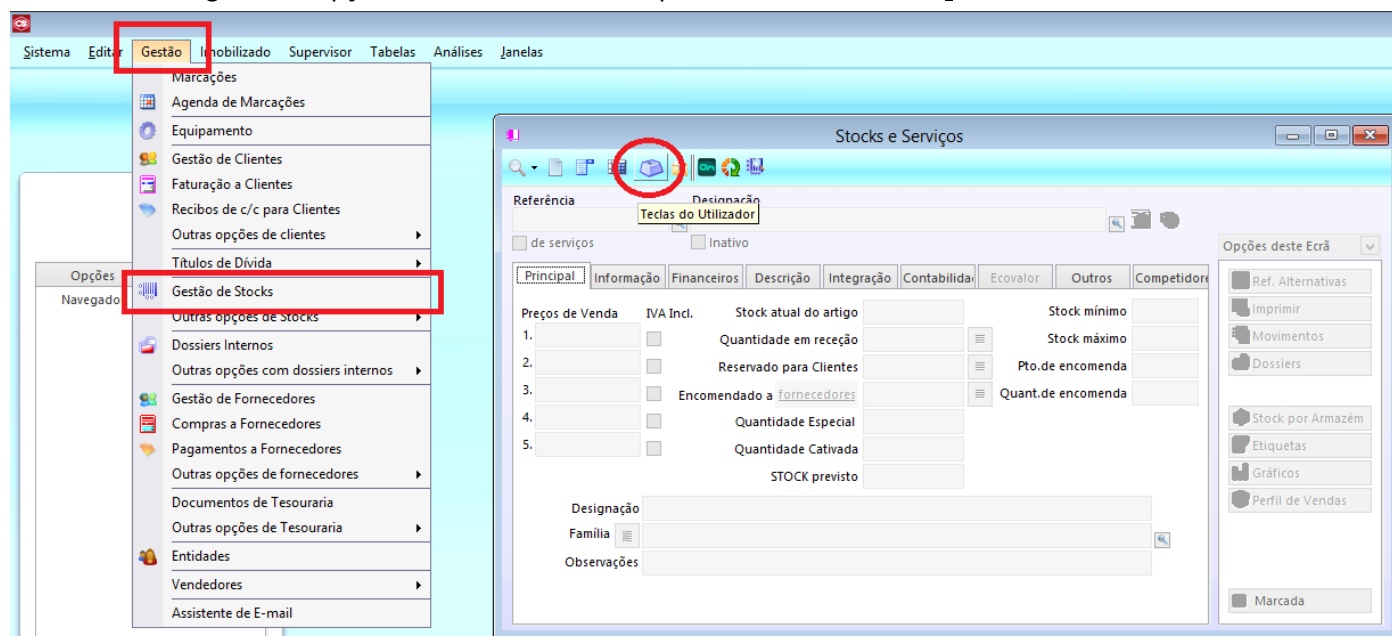 CS
Sistema Editar Gestão Imobilizado Supervisor Tabelas Análises Janelas
Marcações
Agenda de Marcações
Equipamento
Gestão de Clientes
Faturação a Clientes
Recibos de c/c para Clientes
Outras opções de clientes
Títulos de Dívida
Gestão de Stocks
Outras opções de Stocks
Dossiers Internos
Outras opções com dossiers internos
Gestão de Fornecedores
Compras a Fornecedores
Pagamentos a Fornecedores
Outras opções de fornecedores
Documentos de Tesouraria
Outras opções de Tesouraria
Entidades
Vendedores
Assistente de E-mail
Opções
Navegado
Stocks e Serviços
On
Referência Designação
Teclas do Utilizador
de serviços Inativo
Opções deste Ecrã
Principal Informação Financeiros Descrição Integração Contabilida Ecovalor Outros Competidore
Preços de Venda IVA Incl. Stock atual do artigo Stock mínimo
1. Quantidade em receção Stock máximo
2. Reservado para Clientes Pto.de encomenda
3. Encomendado a fornecedores Quant.de encomenda
4. Quantidade Especial
5. Quantidade Cativada
STOCK previsto
Designação
Família
Observações
Ref. Alternativas
Imprimir
Movimentos
Dossiers
Stock por Armazém
Etiquetas
Gráficos
Perfil de Vendas
Marcada